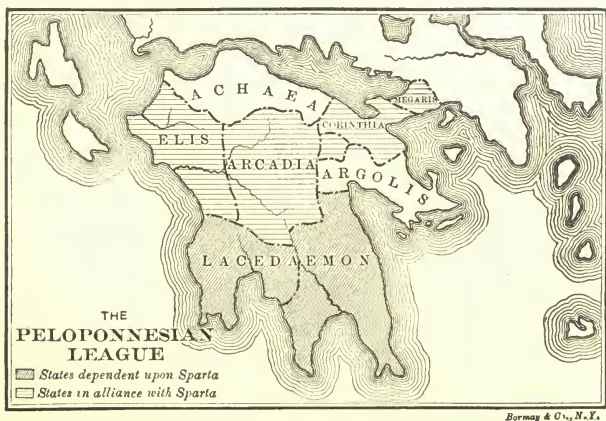 ACHAEA
MEGARIS
CORINTHIA
ELIS
ARCADIA
ARGOLIS
LACEDAEMON
THE
PELOPONNESIAN
LEAGUE
States dependent upon Sparta
States in alliance with Sparta
Bormay & Co., N.Y.